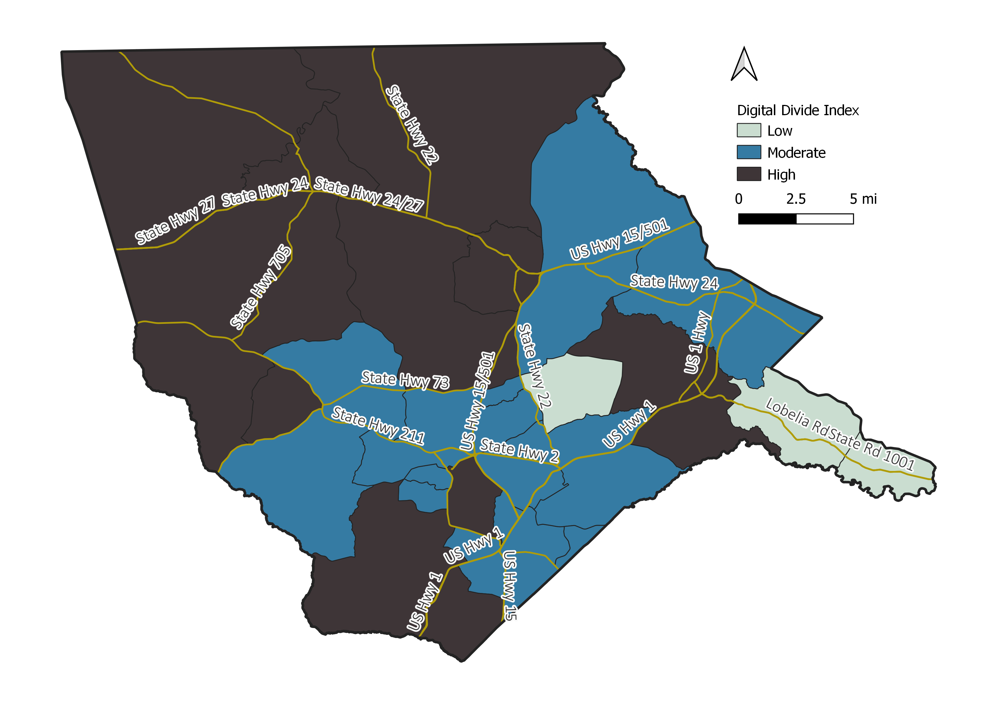 Digital Divide Index
Low
Moderate
High
0 2.5 5 mi
State Hwy 22
State Hwy 27
State Hwy 24
State Hwy 24/27
US Hwy 15/501
State Hwy 705
State Hwy 24
US 1 Hwy
State Hwy 22
State Hwy 73
US Hwy 15/501
State Hwy 211
US Hwy 1
Lobelia Rd
State Rd 1001
State Hwy 2
US Hwy 1
US Hwy 1
US Hwy 15